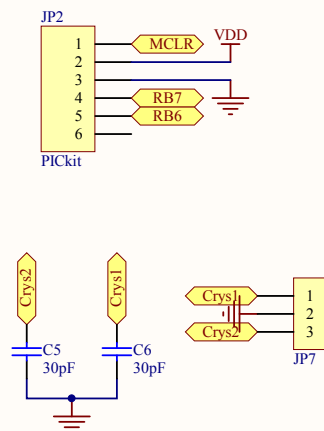 JP2
1 MCLR VDD
2
3
4 RB7
5 RB6
6
PICkit
Crys2 Crys1
C5 C6
30pF 30pF
Crys1 1
2
Crys2 3
JP7